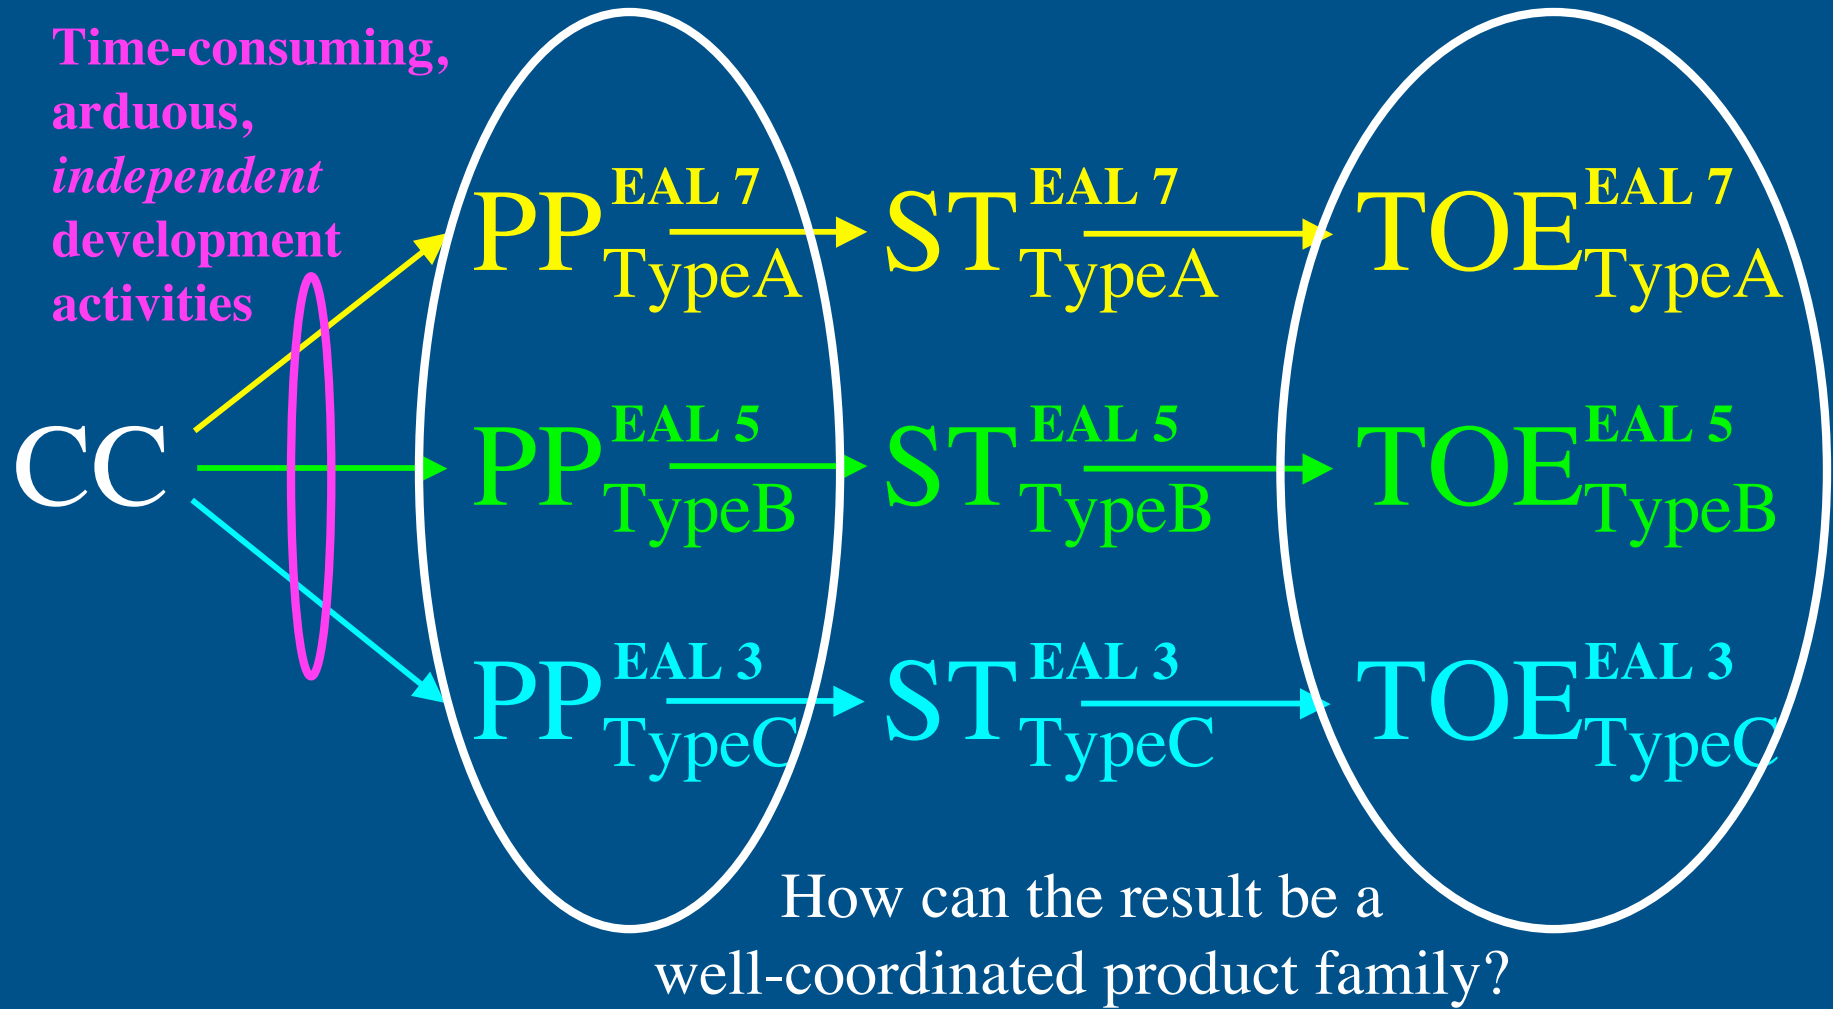 Time-consuming,
arduous,
independent
development
activities
PP EAL 7 TypeA
ST EAL 7 TypeA
TOE EAL 7 TypeA
CC
PP EAL 5 TypeB
ST EAL 5 TypeB
TOE EAL 5 TypeB
PP EAL 3 TypeC
ST EAL 3 TypeC
TOE EAL 3 TypeC
How can the result be a
well-coordinated product family?